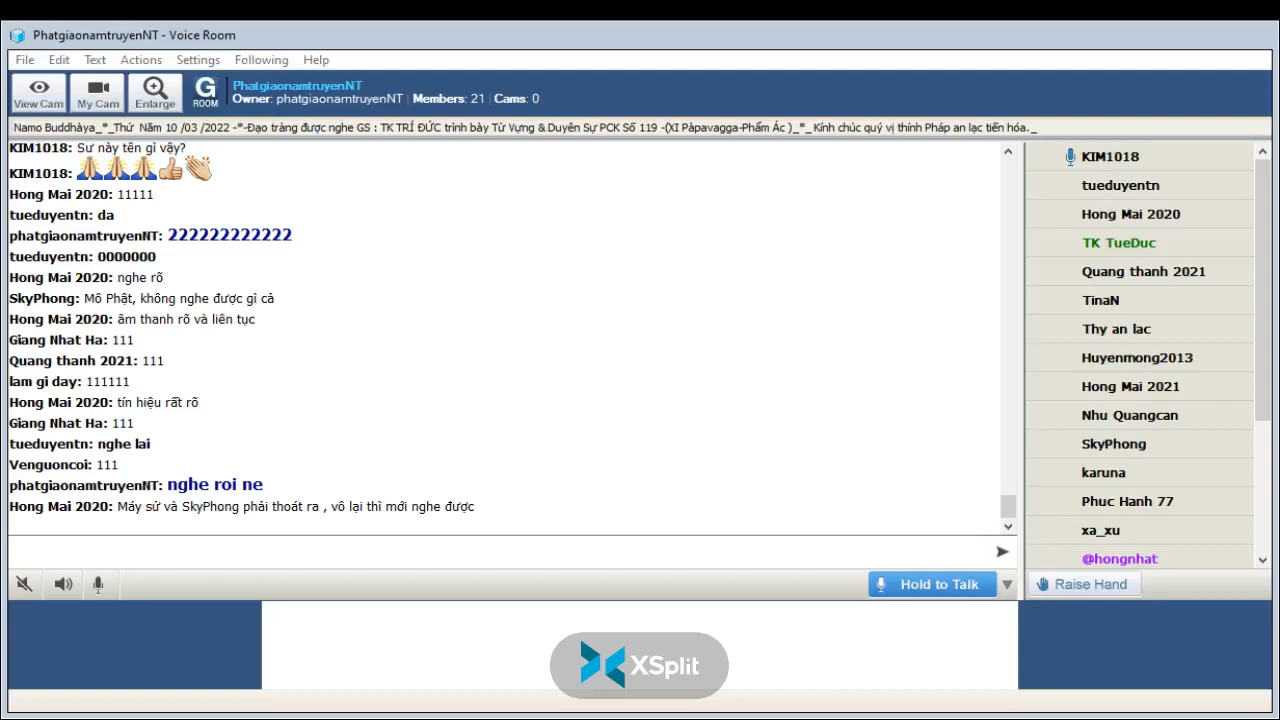 PhatgiaonamtruyenNT - Voice Room
File Edit Text Actions Settings Following Help
View Cam
My Cam
Enlarge
G ROOM
PhatgiaonamtruyenNT
Owner: phatgiaonamtruyenNT | Members: 21 | Cams: 0
Namo Buddhàya_*_Thứ Năm 10 /03 /2022 -*-Đạo tràng được nghe GS : TK TRÍ ĐỨC trình bày Từ Vựng & Duyên Sự PCK Số 119 -(XI Pàpavagga-Phẩm Ác )_*_ Kính chúc quý vị thính Pháp an lạc tiến hóa._
KIM1018: Sư này tên gì vậy?
KIM1018: 🙏🙏🙏👍👏
Hong Mai 2020: 11111
tueduyentn: da
phatgiaonamtruyenNT: 222222222222
tueduyentn: 0000000
Hong Mai 2020: nghe rõ
SkyPhong: Mô Phật, không nghe được gì cả
Hong Mai 2020: âm thanh rõ và liên tục
Giang Nhat Ha: 111
Quang thanh 2021: 111
lam gi day: 111111
Hong Mai 2020: tín hiệu rất rõ
Giang Nhat Ha: 111
tueduyentn: nghe lai
Venguoncoi: 111
phatgiaonamtruyenNT: nghe roi ne
Hong Mai 2020: Máy sử và SkyPhong phải thoát ra , vô lại thì mới nghe được
KIM1018
tueduyentn
Hong Mai 2020
TK TueDuc
Quang thanh 2021
TinaN
Thy an lac
Huyenmong2013
Hong Mai 2021
Nhu Quangcan
SkyPhong
karuna
Phuc Hanh 77
xa_xu
@hongnhat
Hold to Talk
Raise Hand
XSplit